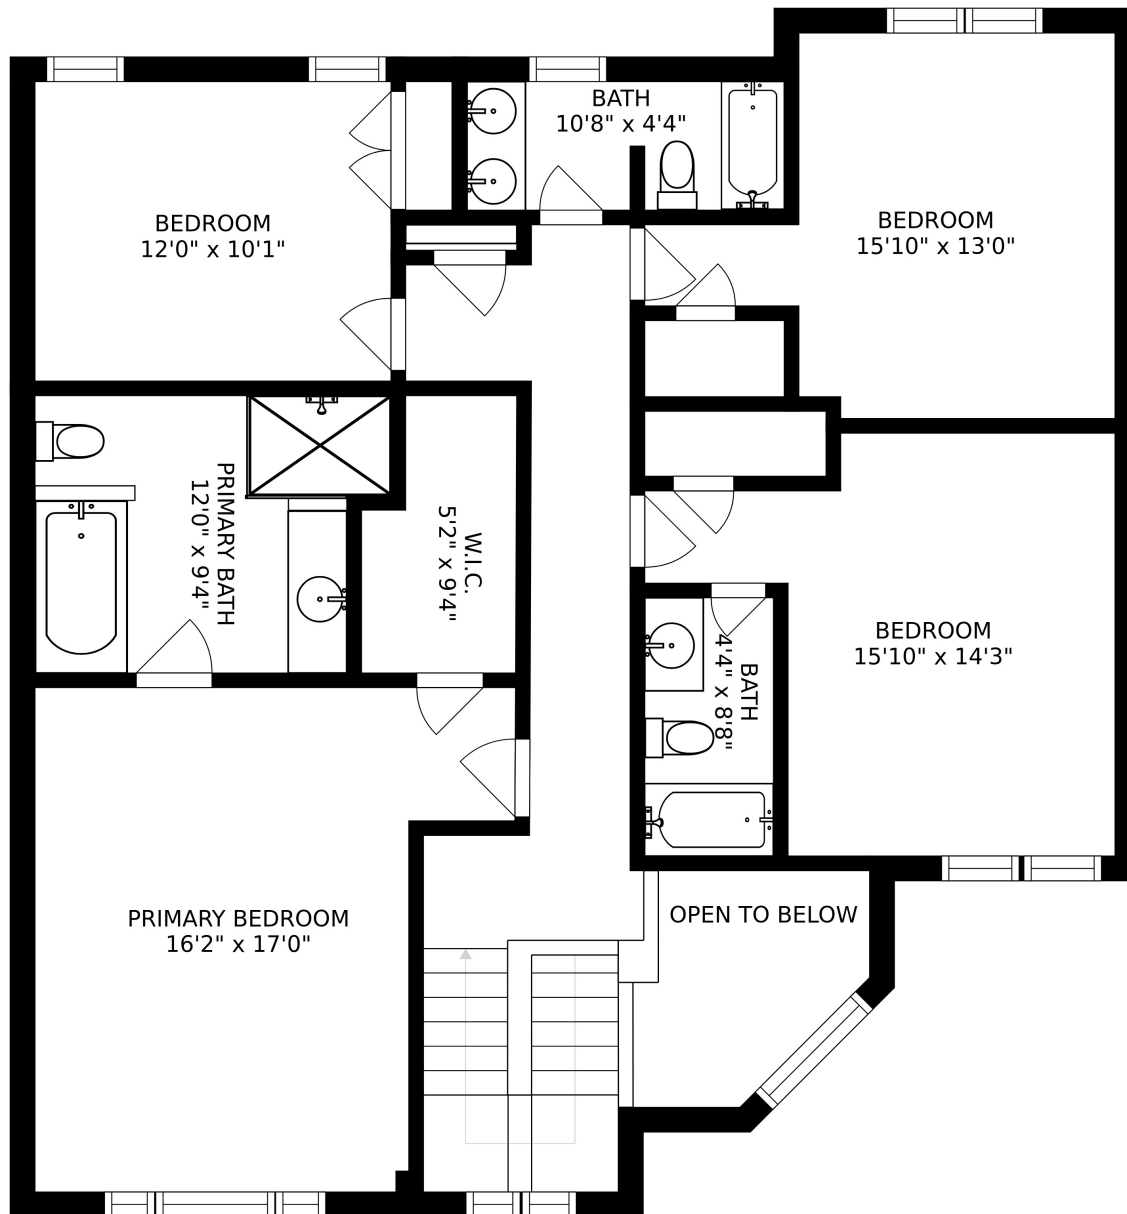 BATH
10'8" x 4'4"
BEDROOM
12'0" x 10'1"
BEDROOM
15'10" x 13'0"
PRIMARY BATH
12'0" x 9'4"
W.I.C.
5'2" x 9'4"
BEDROOM
15'10" x 14'3"
BATH
4'4" x 8'8"
PRIMARY BEDROOM
16'2" x 17'0"
OPEN TO BELOW